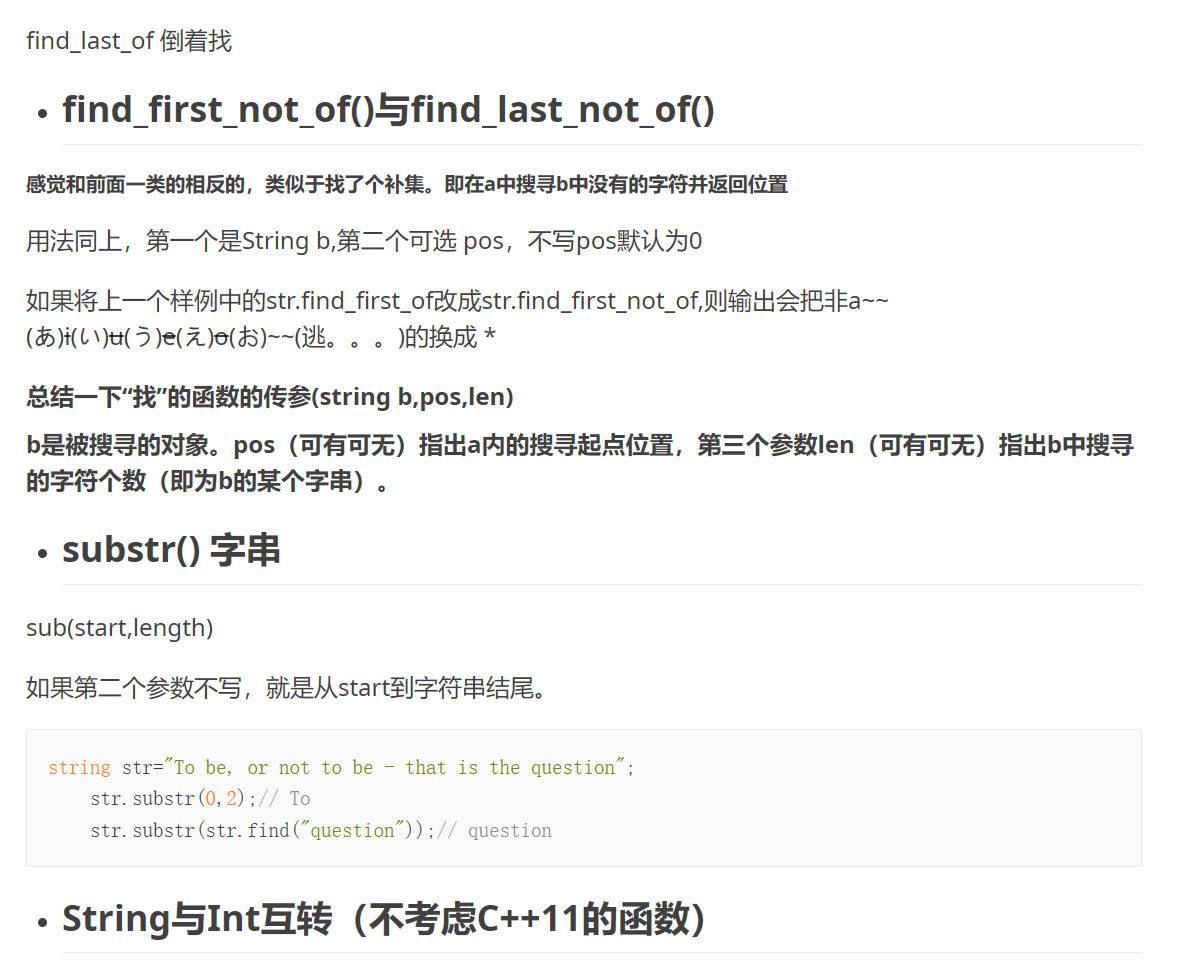 find_last_of 倒着找
• find_first_not_of()与find_last_not_of()
感觉和前面一类的相反的，类似于找了个补集。即在a中搜寻b中没有的字符并返回位置
用法同上，第一个是String b,第二个可选 pos，不写pos默认为0
如果将上一个样例中的str.find_first_of改成str.find_first_not_of,则输出会把非a~~
(あ)i(い)u(う)e(え)o(お)~~(逃。。。)的换成 *
总结一下“找”的函数的传参(string b,pos,len)
b是被搜寻的对象。pos（可有可无）指出a内的搜寻起点位置，第三个参数len（可有可无）指出b中搜寻
的字符个数（即为b的某个字串）。
• substr() 字串
sub(start,length)
如果第二个参数不写，就是从start到字符串结尾。
string str="To be, or not to be - that is the question";
    str.substr(0,2);// To
    str.substr(str.find("question"));// question
• String与Int互转（不考虑C++11的函数）